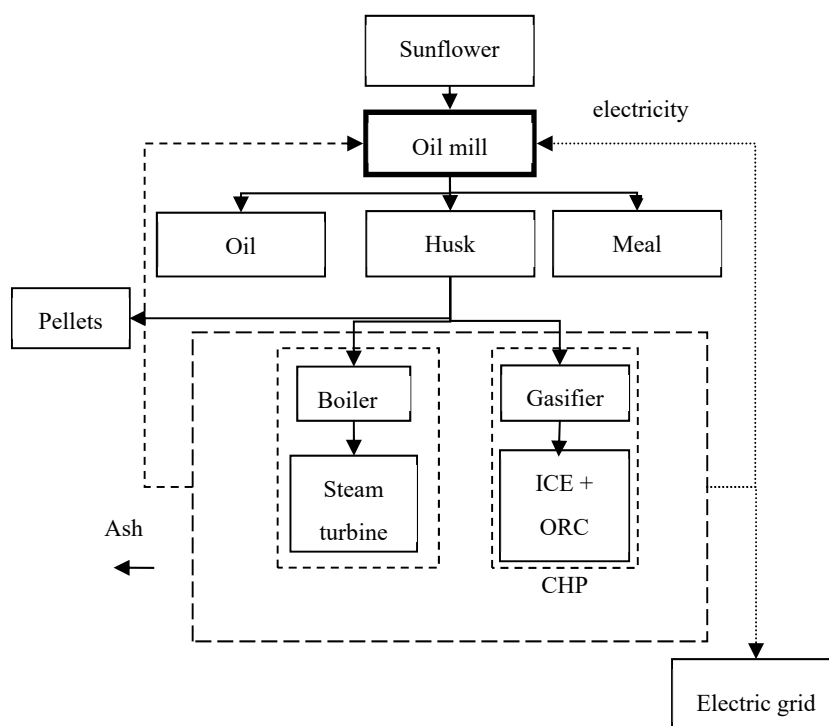 Sunflower
electricity
Oil mill
Oil
Husk
Meal
Pellets
Boiler
Gasifier
Steam
turbine
ICE +
ORC
Ash
CHP
Electric grid